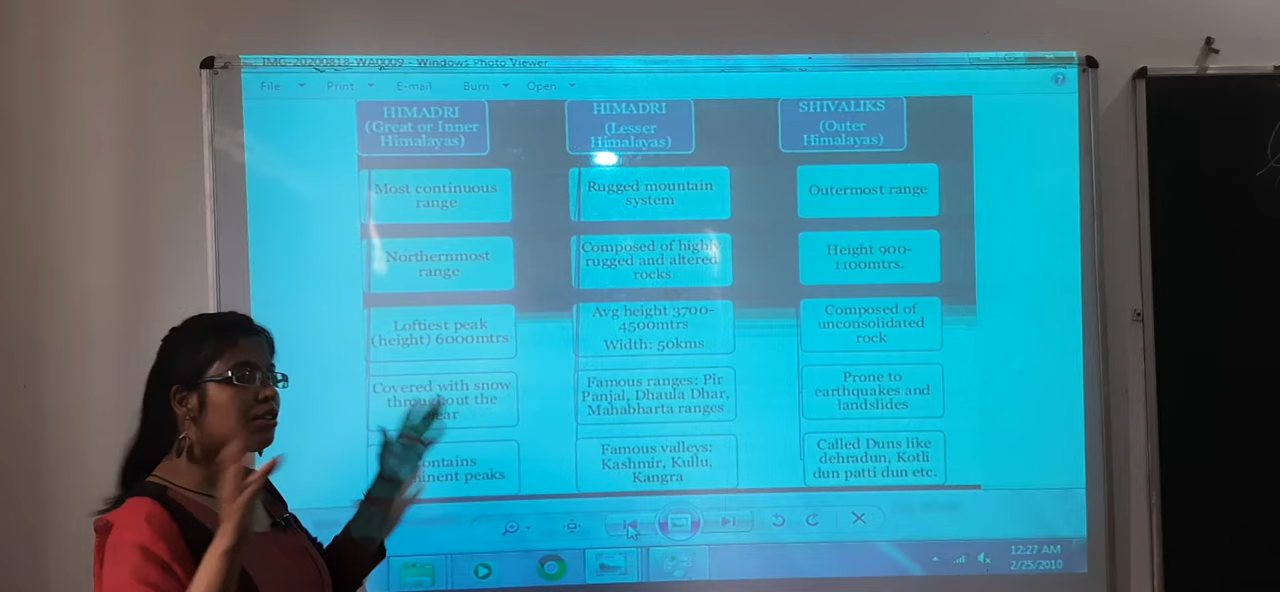 IMG-20200818-WA0009 - Windows Photo Viewer
File Print E-mail Burn Open
HIMADRI
(Great or Inner
Himalayas)
Most continuous
range
Northernmost
range
Loftiest peak
(height) 6000mtrs
Covered with snow
throughout the
contains
peaks
HIMADRI
(Lesser
Himalayas)
Rugged mountain
system
Composed of highly
rugged and altered
rocks
Avg height 3700-
4500mtrs
Width: 50kms
Famous ranges: Pir
Panjal, Dhaula Dhar,
Mahabharta ranges
Famous valleys:
Kashmir, Kullu,
Kangra
SHIVALIKS
(Outer
Himalayas)
Outermost range
Height 900-
1100mtrs.
Composed of
unconsolidated
rock
Prone to
earthquakes and
landslides
Called Duns like
dehradun, Kotli
dun patti dun etc.
12:27 AM
2/25/2010